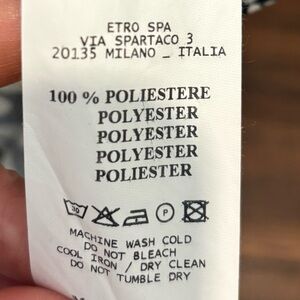 ETRO SPA
VIA SPARTACO 3
20135 MILANO _ ITALIA
100 % POLIESTERE
POLYESTER
POLYESTER
POLYESTER
POLIESTER
30 P
MACHINE WASH COLD
DO NOT BLEACH
COOL IRON / DRY CLEAN
DO NOT TUMBLE DRY